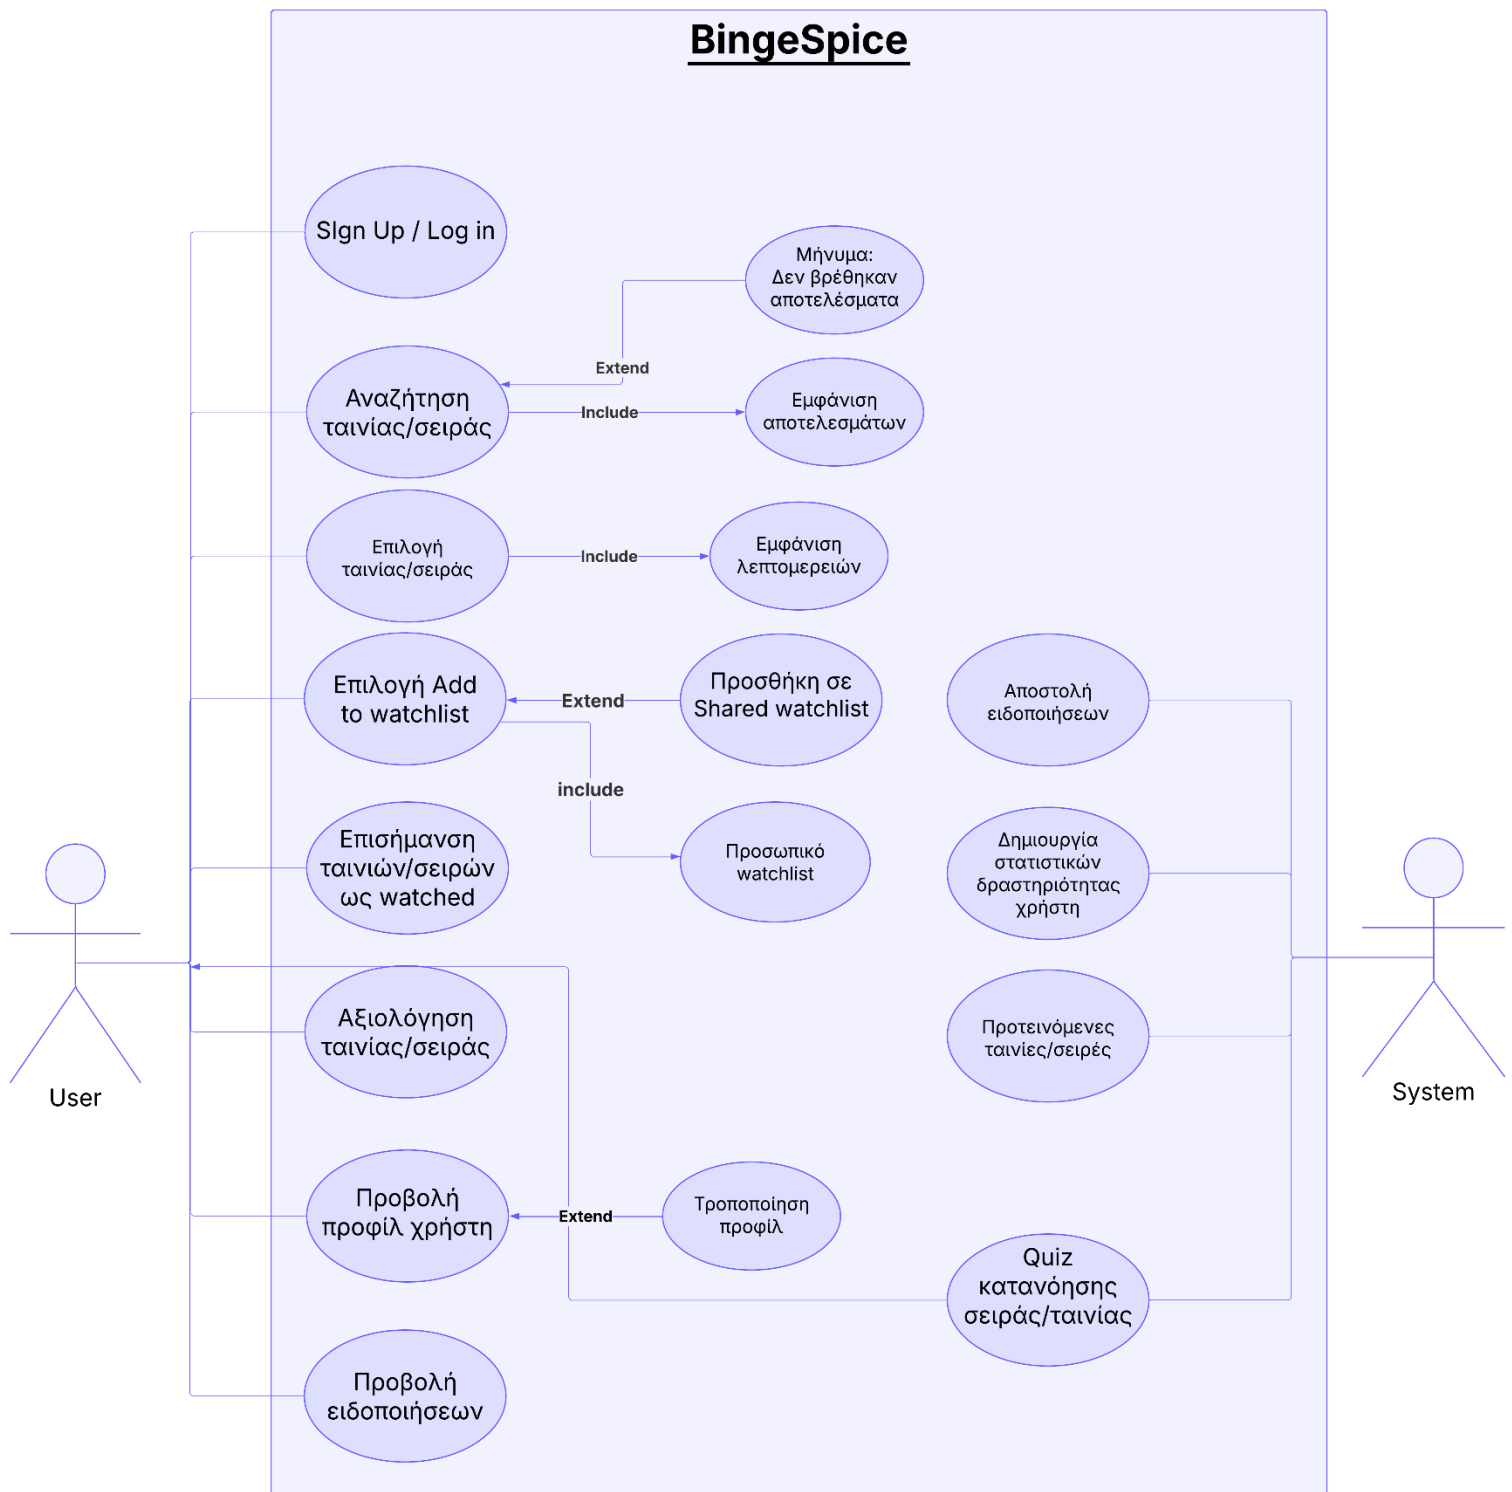 BingeSpice
SIgn Up / Log in
Μήνυμα:
Δεν βρέθηκαν
αποτελέσματα
Extend
Αναζήτηση
ταινίας/σειράς
Include
Εμφάνιση
αποτελεσμάτων
Επιλογή
ταινίας/σειράς
Include
Εμφάνιση
λεπτομερειών
Επιλογή Add
to watchlist
Extend
Προσθήκη σε
Shared watchlist
Αποστολή
ειδοποιήσεων
include
Επισήμανση
ταινιών/σειρών
ως watched
Προσωπικό
watchlist
Δημιουργία
στατιστικών
δραστηριότητας
χρήστη
Αξιολόγηση
ταινίας/σειράς
Προτεινόμενες
ταινίες/σειρές
User
System
Προβολή
προφίλ χρήστη
Extend
Τροποποίηση
προφίλ
Quiz
κατανόησης
σειράς/ταινίας
Προβολή
ειδοποιήσεων